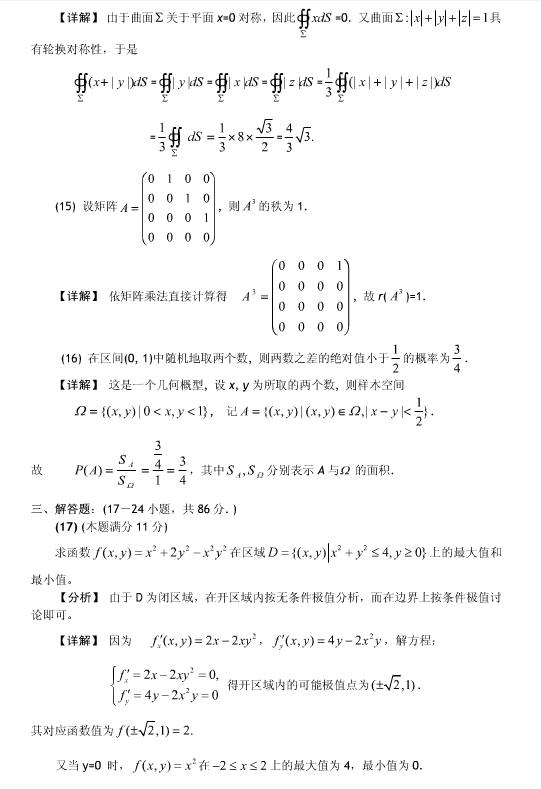 【详解】 由于曲面Σ关于平面 x=0 对称，因此∯_Σ xdS =0．又曲面Σ:|x|+|y|+|z|=1具
有轮换对称性，于是
∯_Σ (x+|y|)dS = ∯_Σ |y|dS = ∯_Σ |x|dS = ∯_Σ |z|dS = 1/3 ∯_Σ (|x|+|y|+|z|)dS
= 1/3 ∯_Σ dS = 1/3 × 8 × √3/2 = 4/3 √3.
(15) 设矩阵 A = (0 1 0 0; 0 0 1 0; 0 0 0 1; 0 0 0 0)，则 A³ 的秩为 1．
【详解】 依矩阵乘法直接计算得 A³ = (0 0 0 1; 0 0 0 0; 0 0 0 0; 0 0 0 0)，故 r( A³ )=1．
(16) 在区间(0, 1)中随机地取两个数，则两数之差的绝对值小于 1/2 的概率为 3/4．
【详解】 这是一个几何模型，设 x, y 为所取的两个数，则样本空间
Ω = {(x, y) | 0 < x, y < 1}， 记 A = {(x, y) | (x, y) ∈ Ω, | x − y |< 1/2}．
故 P(A) = S_A/S_Ω = (3/4)/1 = 3/4，其中 S_A, S_Ω 分别表示 A 与 Ω 的面积．
三、解答题：(17－24 小题，共 86 分．)
(17) (本题满分 11 分)
求函数 f(x, y) = x² + 2y² − x²y² 在区域 D = {(x, y)|x² + y² ≤ 4, y ≥ 0} 上的最大值和
最小值。
【分析】 由于 D 为闭区域，在开区域内按无条件极值分析，而在边界上按条件极值讨
论即可。
【详解】 因为 f′_x(x, y) = 2x − 2xy²，f′_y(x, y) = 4y − 2x²y，解方程：
{ f′_x = 2x − 2xy² = 0,
f′_y = 4y − 2x²y = 0 得开区域内的可能极值点为 (±√2,1)．
其对应函数值为 f(±√2,1) = 2.
又当 y=0 时，f(x, y) = x² 在 −2 ≤ x ≤ 2 上的最大值为 4，最小值为 0．